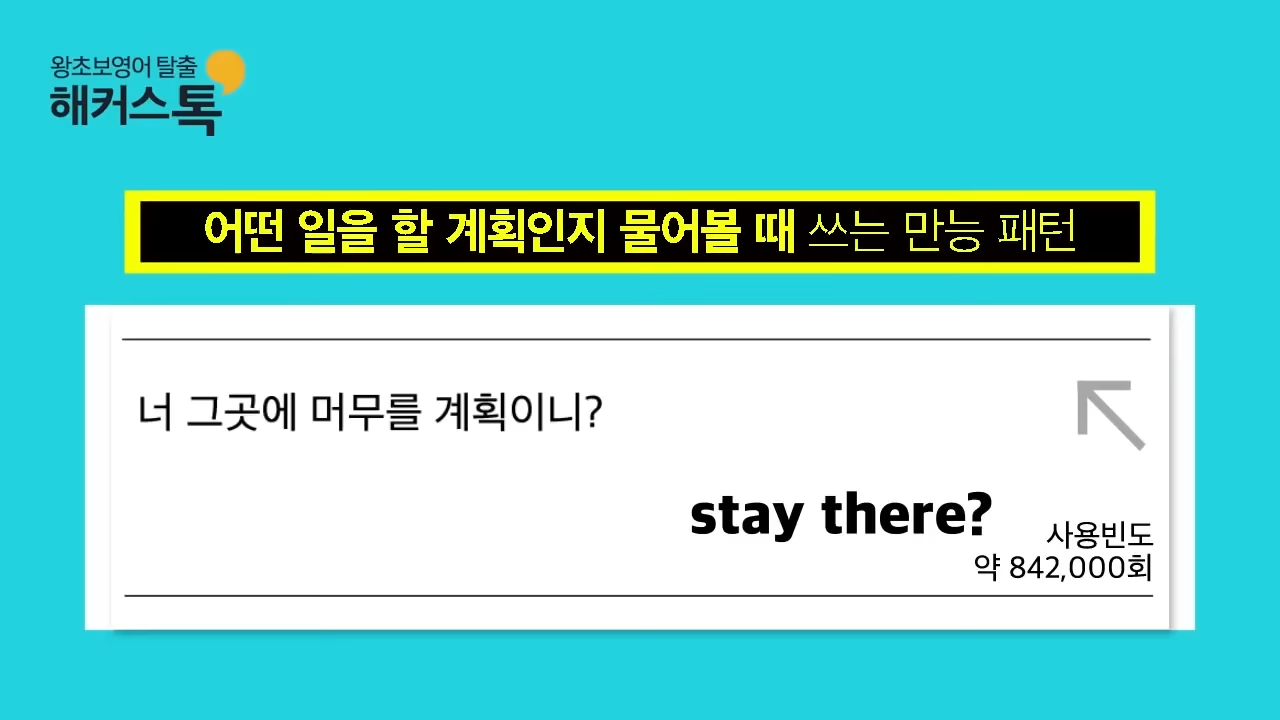 왕초보영어 탈출
해커스톡
어떤 일을 할 계획인지 물어볼 때 쓰는 만능 패턴
너 그곳에 머무를 계획이니?
stay there?
사용빈도
약 842,000회